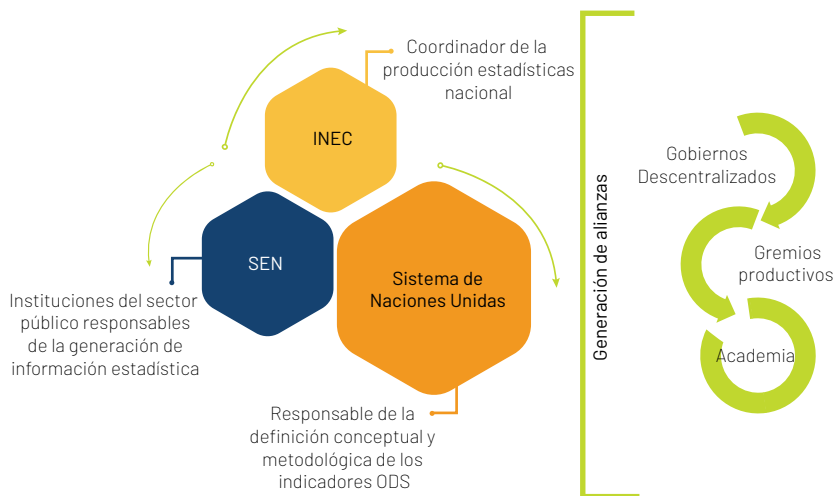 Coordinador de la
producción estadísticas
nacional
INEC
SEN
Instituciones del sector
público responsables
de la generación de
información estadística
Sistema de
Naciones Unidas
Responsable de la
definición conceptual y
metodológica de los
indicadores ODS
Generación de alianzas
Gobiernos
Descentralizados
Gremios
productivos
Academia